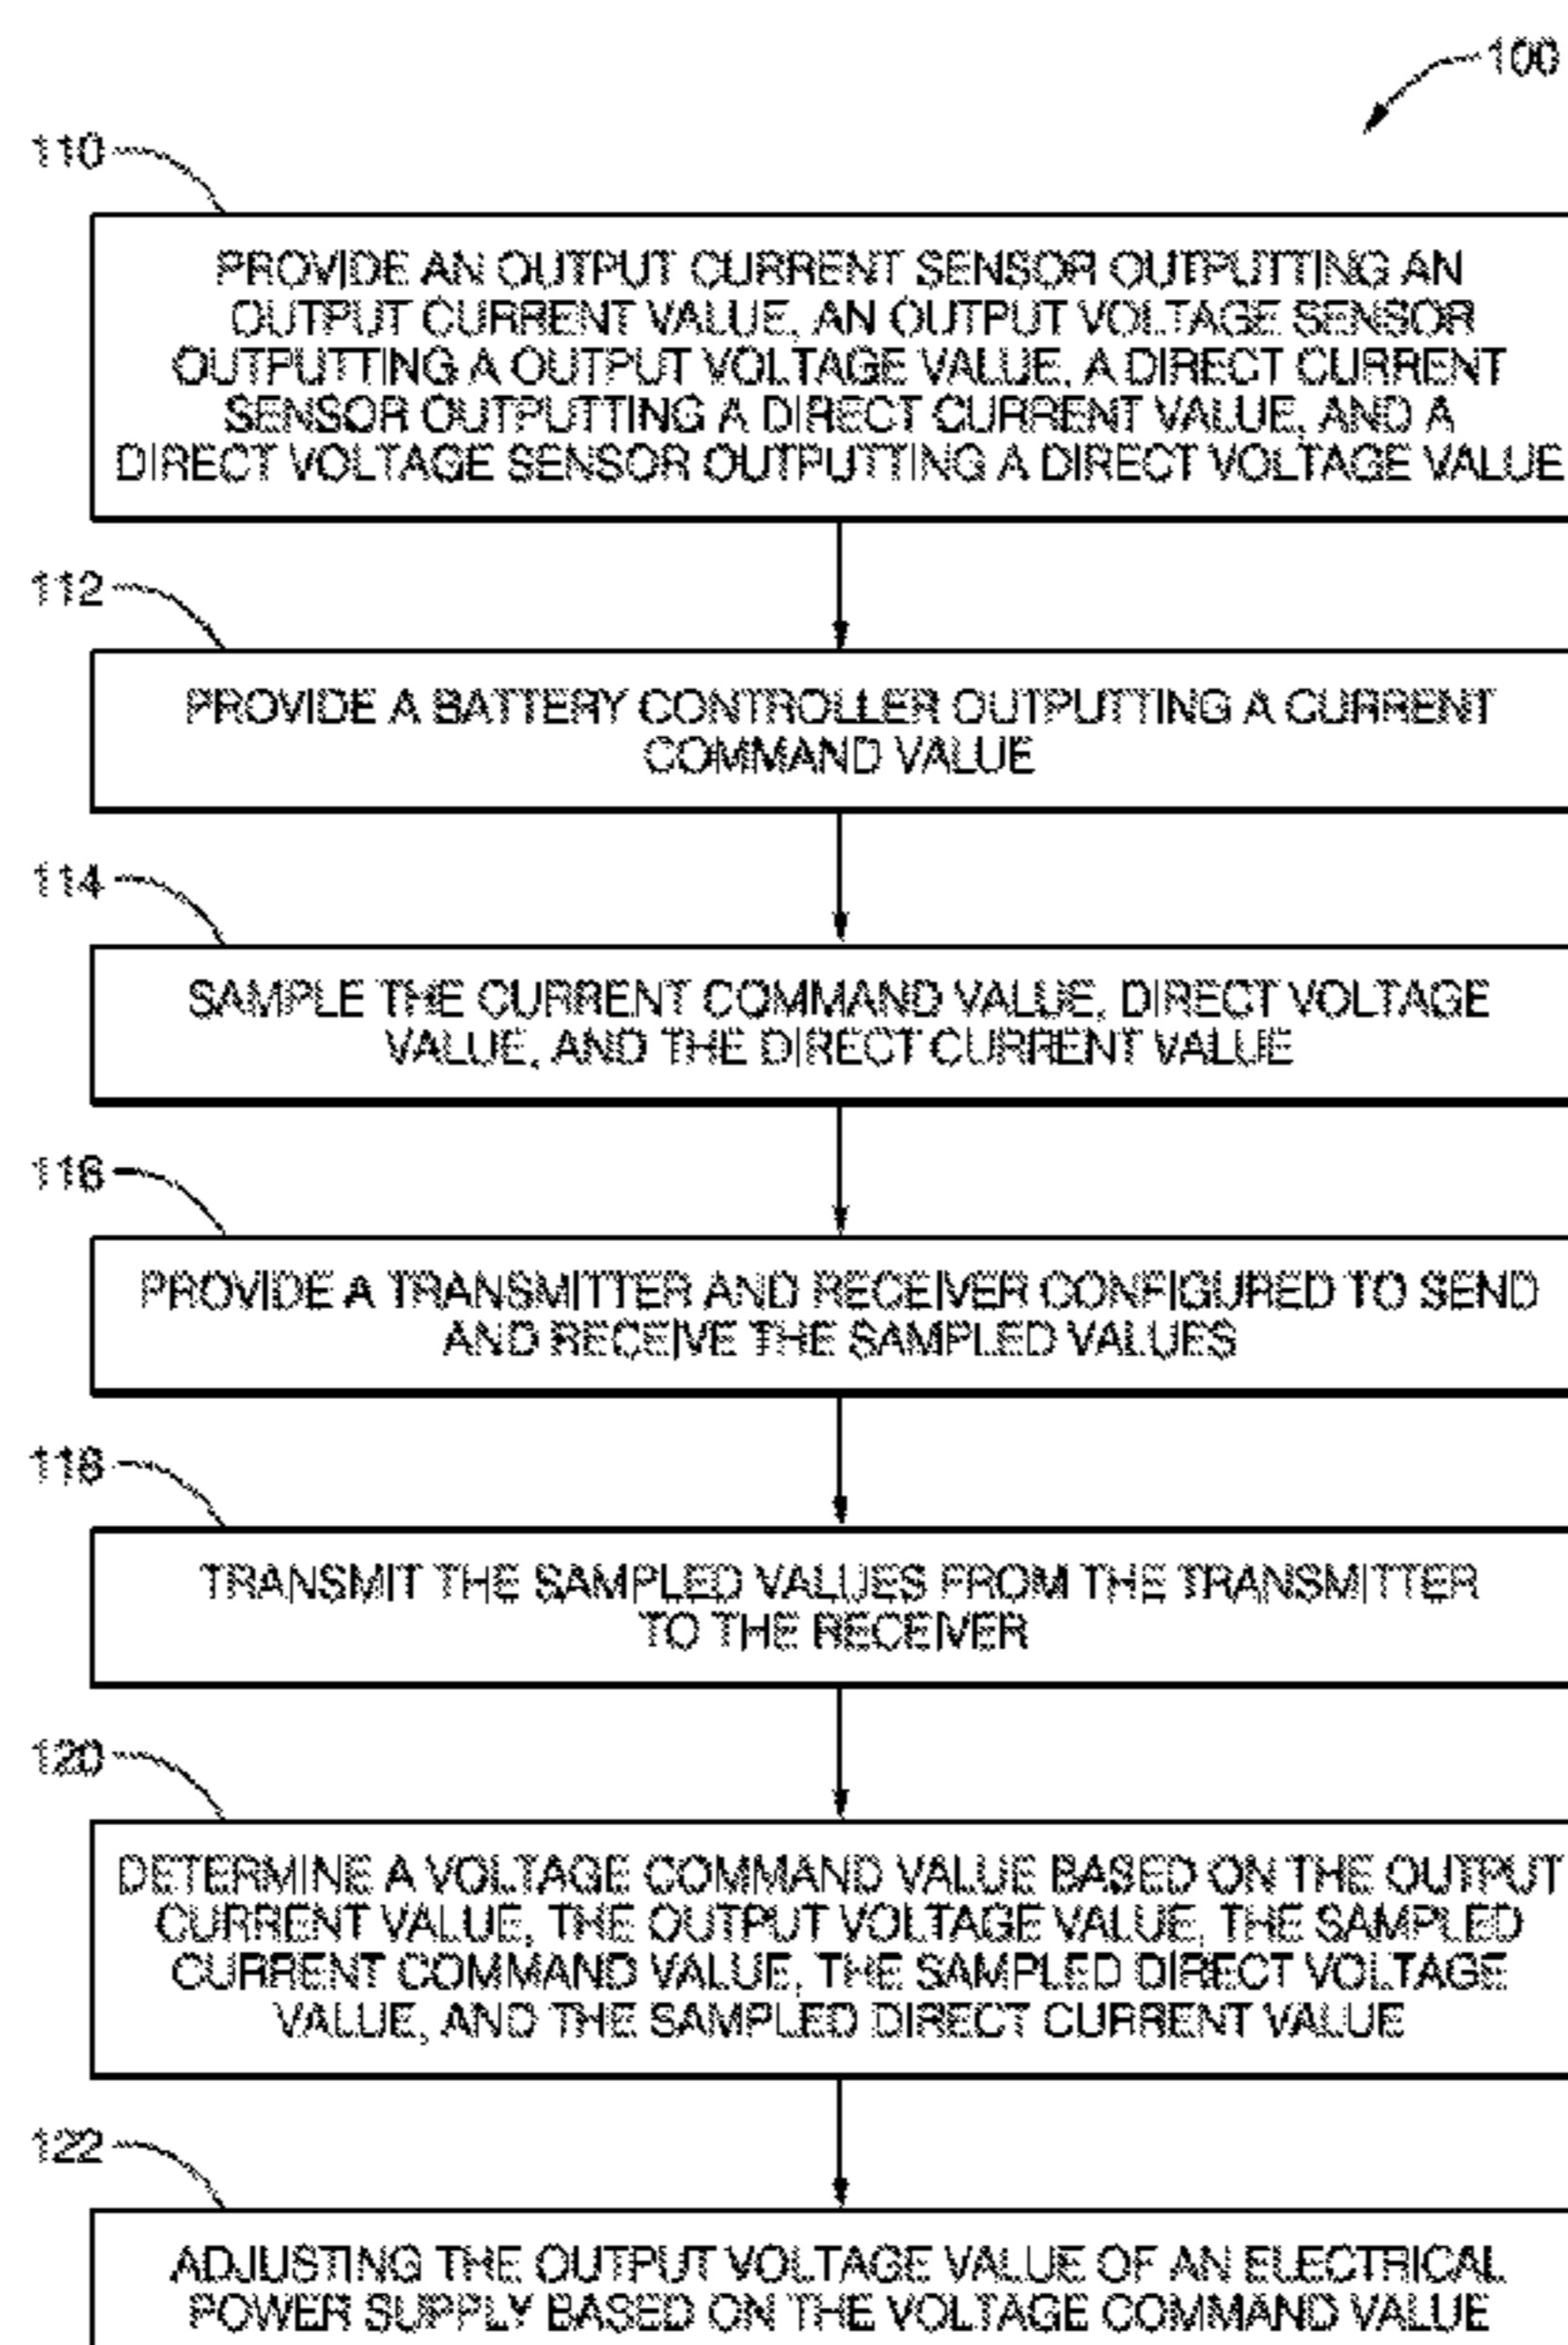 100
110
PROVIDE AN OUTPUT CURRENT SENSOR OUTPUTTING AN
OUTPUT CURRENT VALUE, AN OUTPUT VOLTAGE SENSOR
OUTPUTTING A OUTPUT VOLTAGE VALUE, A DIRECT CURRENT
SENSOR OUTPUTTING A DIRECT CURRENT VALUE, AND A
DIRECT VOLTAGE SENSOR OUTPUTTING A DIRECT VOLTAGE VALUE
112
PROVIDE A BATTERY CONTROLLER OUTPUTTING A CURRENT
COMMAND VALUE
114
SAMPLE THE CURRENT COMMAND VALUE, DIRECT VOLTAGE
VALUE, AND THE DIRECT CURRENT VALUE
116
PROVIDE A TRANSMITTER AND RECEIVER CONFIGURED TO SEND
AND RECEIVE THE SAMPLED VALUES
118
TRANSMIT THE SAMPLED VALUES FROM THE TRANSMITTER
TO THE RECEIVER
120
DETERMINE A VOLTAGE COMMAND VALUE BASED ON THE OUTPUT
CURRENT VALUE, THE OUTPUT VOLTAGE VALUE, THE SAMPLED
CURRENT COMMAND VALUE, THE SAMPLED DIRECT VOLTAGE
VALUE, AND THE SAMPLED DIRECT CURRENT VALUE
122
ADJUSTING THE OUTPUT VOLTAGE VALUE OF AN ELECTRICAL
POWER SUPPLY BASED ON THE VOLTAGE COMMAND VALUE